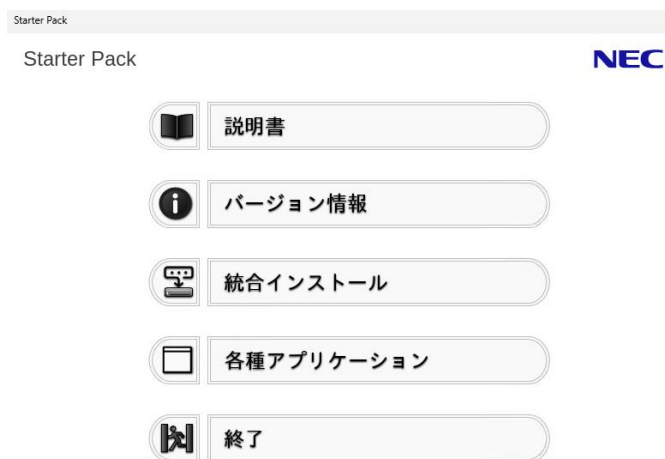 Starter Pack
Starter Pack
NEC
説明書
バージョン情報
統合インストール
各種アプリケーション
終了